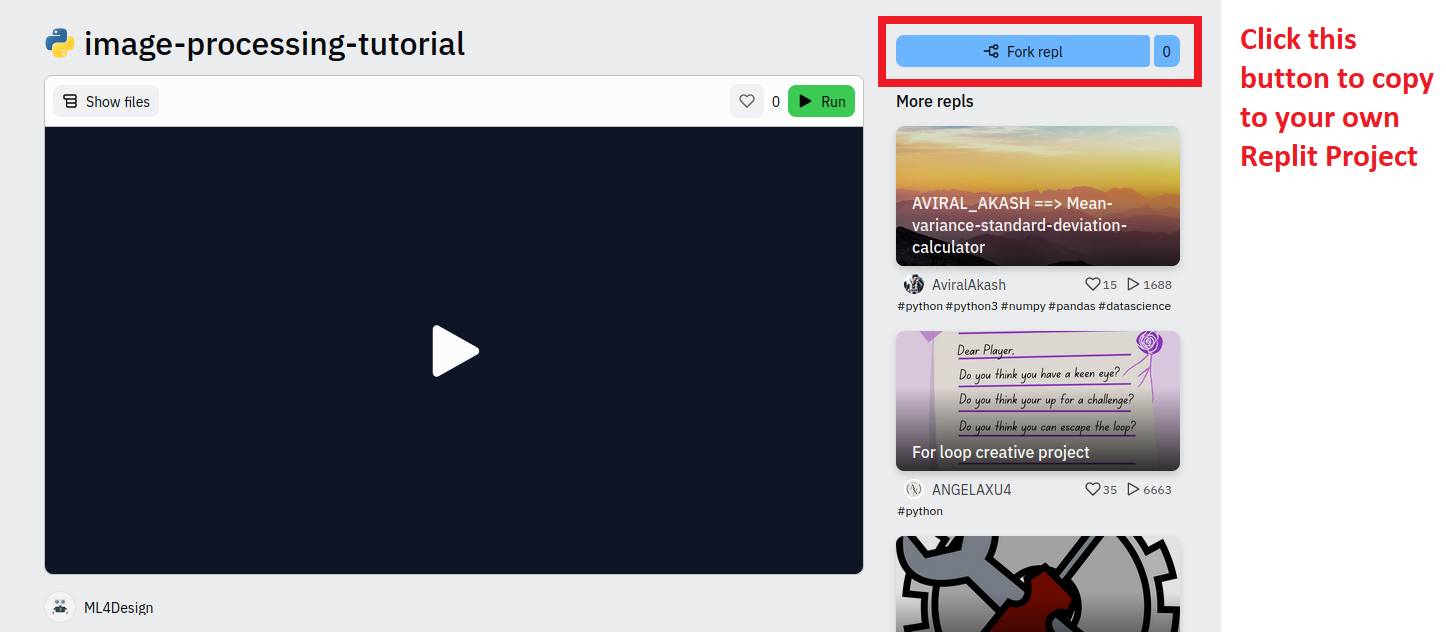 image-processing-tutorial
Show files
0
Run
ML4Design
Fork repl
0
More repls
AVIRAL_AKASH ==> Mean-
variance-standard-deviation-
calculator
AviralAkash
15
1688
#python #python3 #numpy #pandas #datascience
Dear Player,
Do you think you have a keen eye?
Do you think your up for a challenge?
Do you think you can escape the loop?
For loop creative project
ANGELAXU4
35
6663
#python
Click this
button to copy
to your own
Replit Project